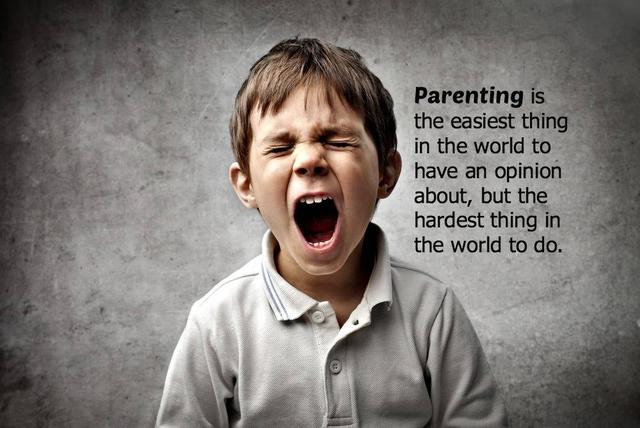 Parenting is
the easiest thing
in the world to
have an opinion
about, but the
hardest thing in
the world to do.